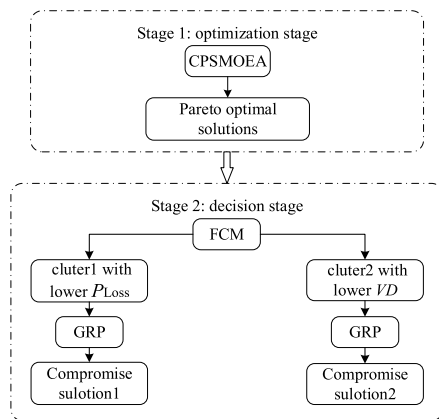 Stage 1: optimization stage
CPSMOEA
Pareto optimal
solutions
Stage 2: decision stage
FCM
cluter1 with
lower PLoss
cluter2 with
lower VD
GRP
GRP
Compromise
sulotion1
Compromise
sulotion2